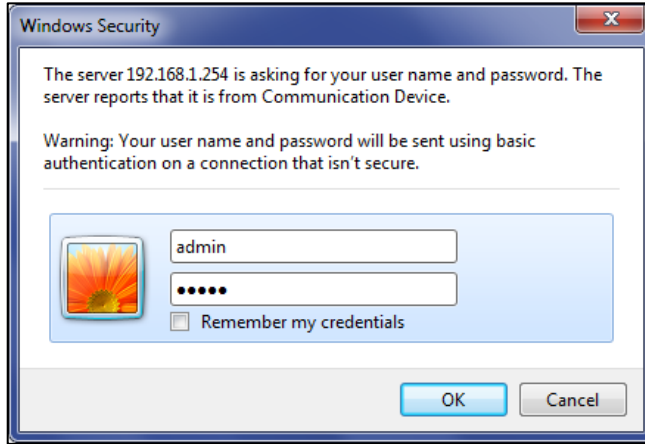 Windows Security
The server 192.168.1.254 is asking for your user name and password. The
server reports that it is from Communication Device.
Warning: Your user name and password will be sent using basic
authentication on a connection that isn't secure.
admin
•••••
Remember my credentials
OK
Cancel